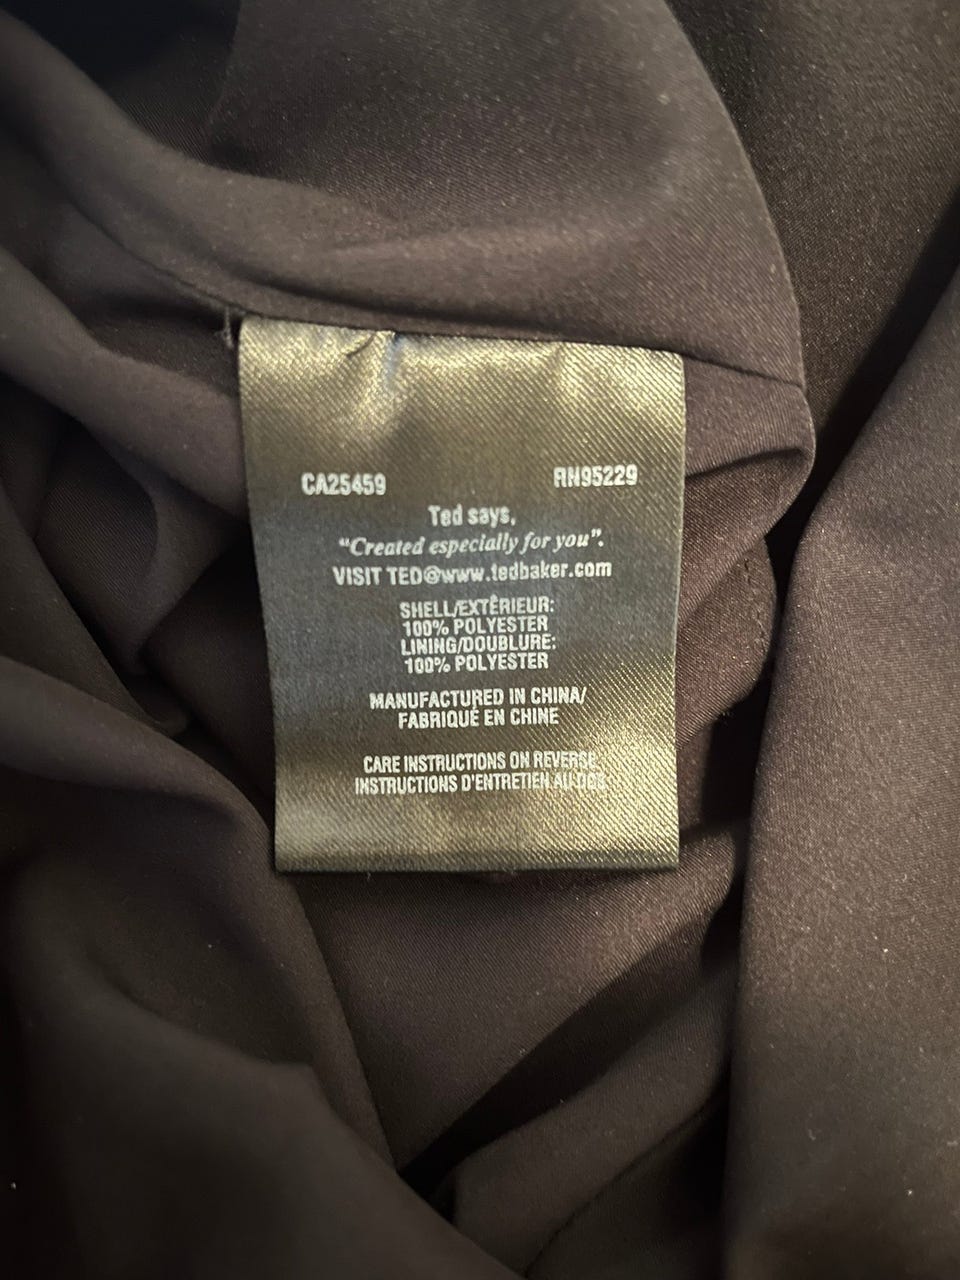 CA25459 RN95229
Ted says,
"Created especially for you".
VISIT TED@www.tedbaker.com
SHELL/EXTÉRIEUR:
100% POLYESTER
LINING/DOUBLURE:
100% POLYESTER
MANUFACTURED IN CHINA/
FABRIQUÉ EN CHINE
CARE INSTRUCTIONS ON REVERSE
INSTRUCTIONS D'ENTRETIEN AU DOS